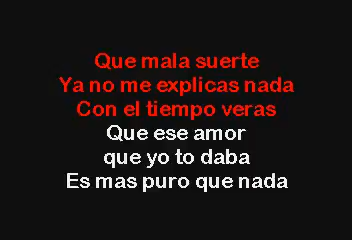 Que mala suerte
Ya no me explicas nada
Con el tiempo veras
Que ese amor
que yo to daba
Es mas puro que nada